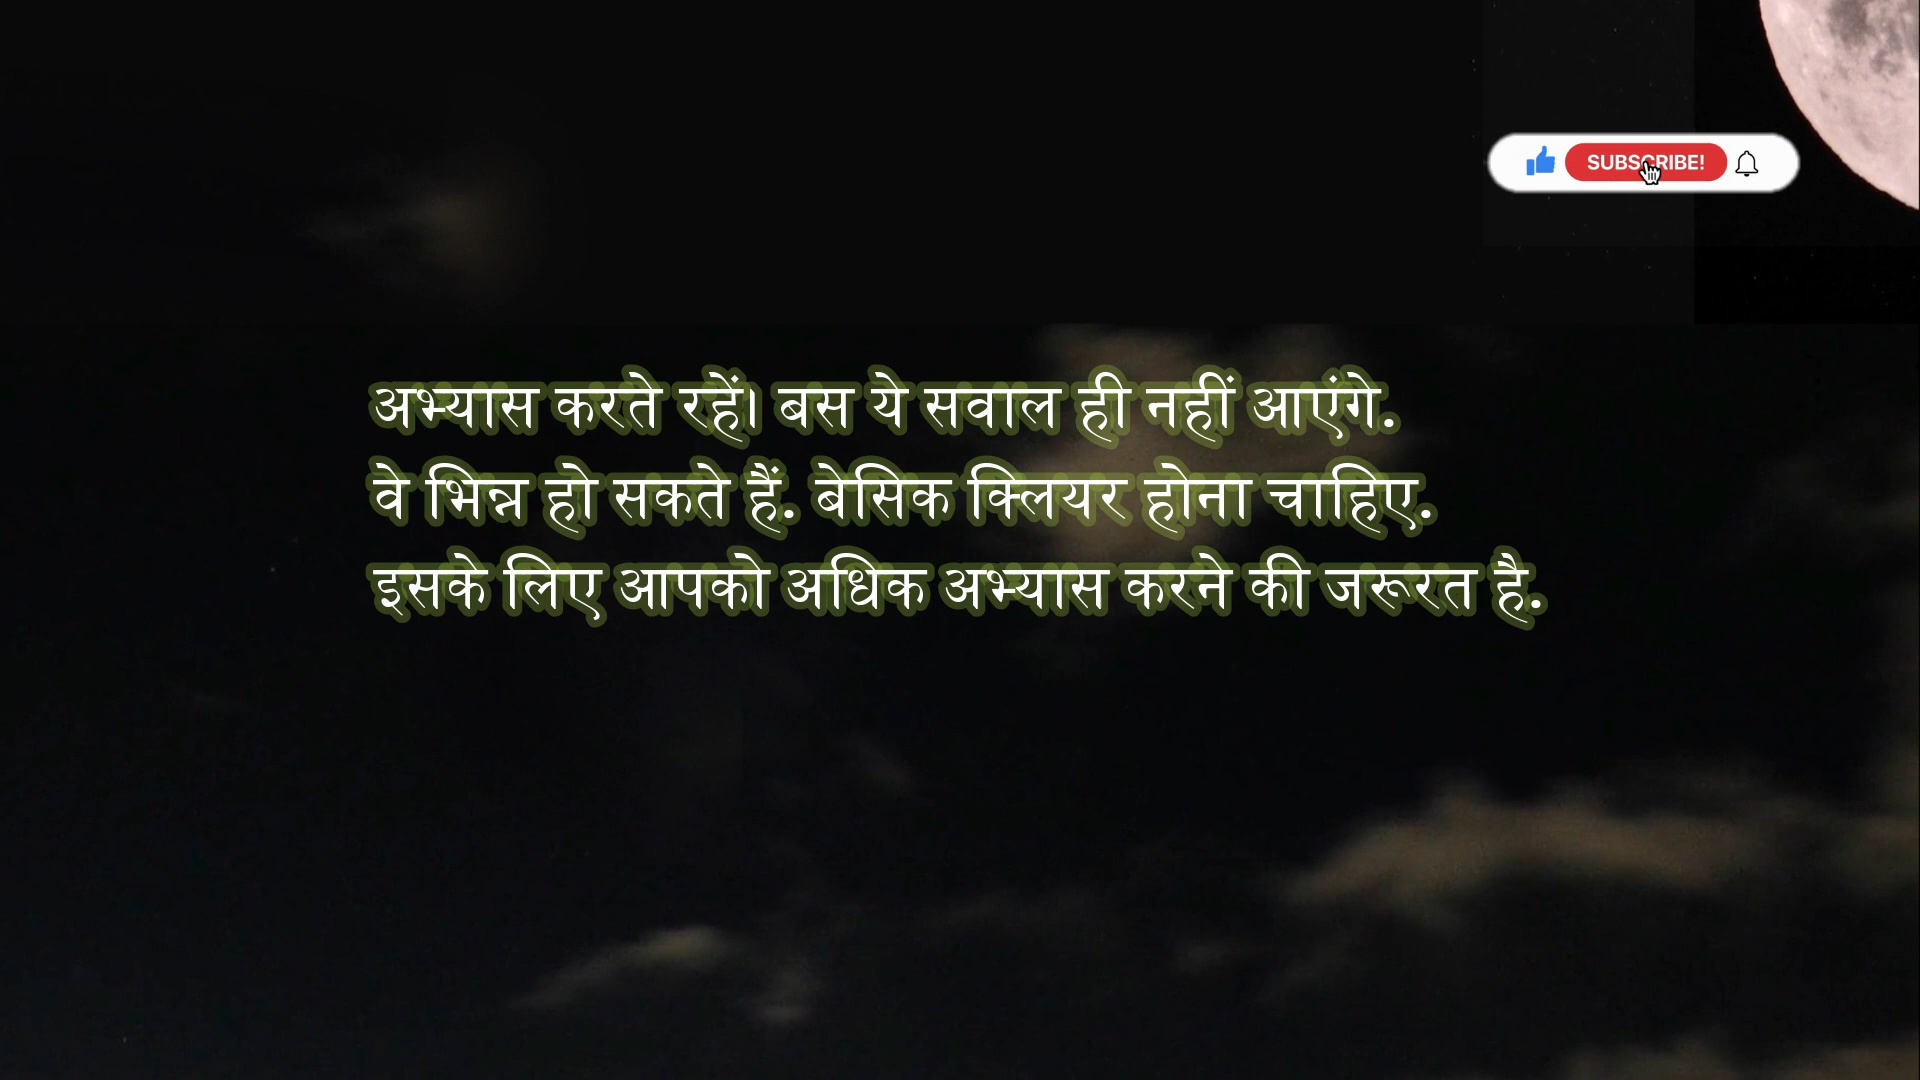 SUBSCRIBE!
अभ्यास करते रहें। बस ये सवाल ही नहीं आएंगे.
वे भिन्न हो सकते हैं. बेसिक क्लियर होना चाहिए.
इसके लिए आपको अधिक अभ्यास करने की जरूरत है.